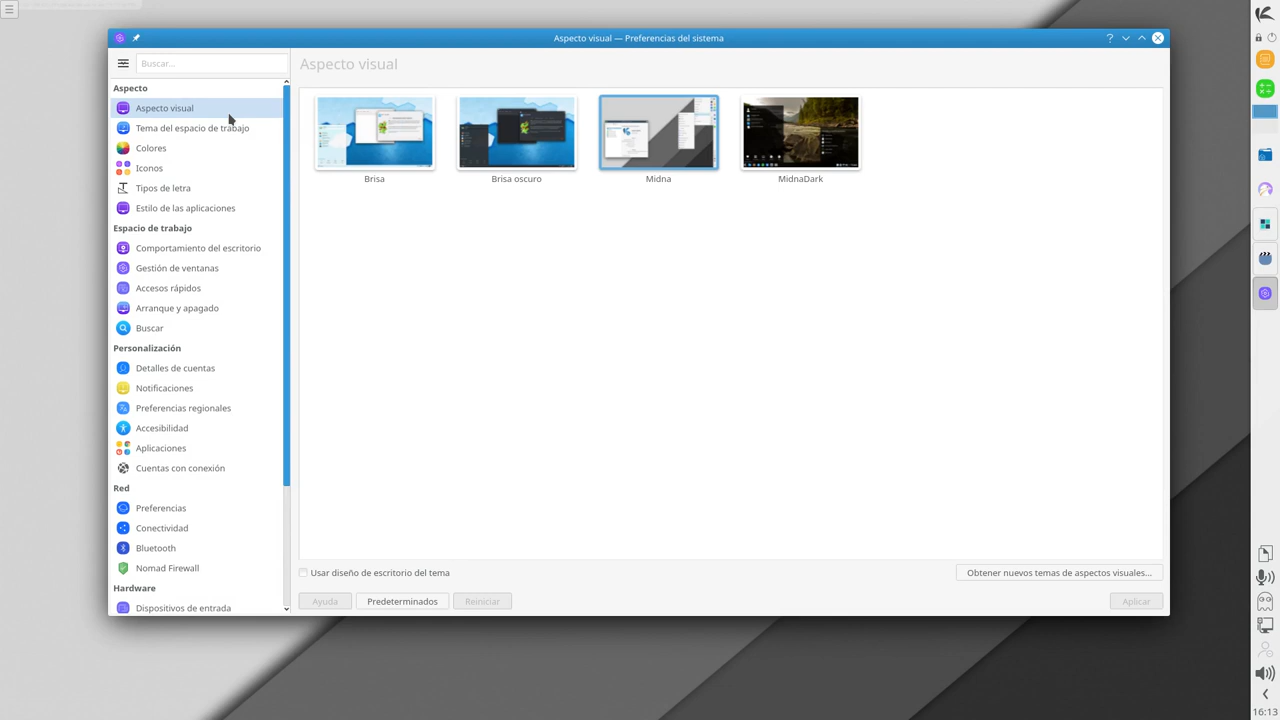 Aspecto visual — Preferencias del sistema
?
Buscar...
Aspecto visual
Aspecto
Aspecto visual
Tema del espacio de trabajo
Colores
Iconos
Tipos de letra
Estilo de las aplicaciones
Espacio de trabajo
Comportamiento del escritorio
Gestión de ventanas
Accesos rápidos
Arranque y apagado
Buscar
Personalización
Detalles de cuentas
Notificaciones
Preferencias regionales
Accesibilidad
Aplicaciones
Cuentas con conexión
Red
Preferencias
Conectividad
Bluetooth
Nomad Firewall
Hardware
Dispositivos de entrada
Brisa
Brisa oscuro
Midna
MidnaDark
Usar diseño de escritorio del tema
Obtener nuevos temas de aspectos visuales...
Ayuda
Predeterminados
Reiniciar
Aplicar
16:13